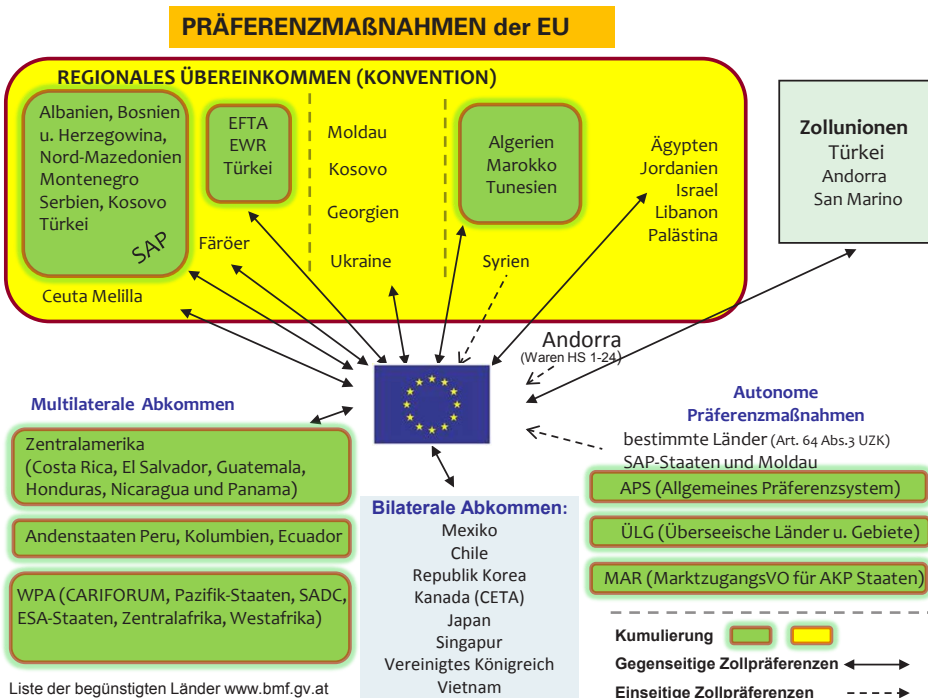 PRÄFERENZMAßNAHMEN der EU
REGIONALES ÜBEREINKOMMEN (KONVENTION)
Albanien, Bosnien
u. Herzegowina,
Nord-Mazedonien
Montenegro
Serbien, Kosovo
Türkei
SAP
EFTA
EWR
Türkei
Färöer
Ceuta Melilla
Moldau
Kosovo
Georgien
Ukraine
Algerien
Marokko
Tunesien
Syrien
Ägypten
Jordanien
Israel
Libanon
Palästina
Zollunionen
Türkei
Andorra
San Marino
Andorra
(Waren HS 1-24)
Multilaterale Abkommen
Zentralamerika
(Costa Rica, El Salvador, Guatemala,
Honduras, Nicaragua und Panama)
Andenstaaten Peru, Kolumbien, Ecuador
WPA (CARIFORUM, Pazifik-Staaten, SADC,
ESA-Staaten, Zentralafrika, Westafrika)
Liste der begünstigten Länder www.bmf.gv.at
Bilaterale Abkommen:
Mexiko
Chile
Republik Korea
Kanada (CETA)
Japan
Singapur
Vereinigtes Königreich
Vietnam
Autonome
Präferenzmaßnahmen
bestimmte Länder (Art. 64 Abs.3 UZK)
SAP-Staaten und Moldau
APS (Allgemeines Präferenzsystem)
ÜLG (Überseeische Länder u. Gebiete)
MAR (MarktzugangsVO für AKP Staaten)
Kumulierung
Gegenseitige Zollpräferenzen
Einseitige Zollpräferenzen